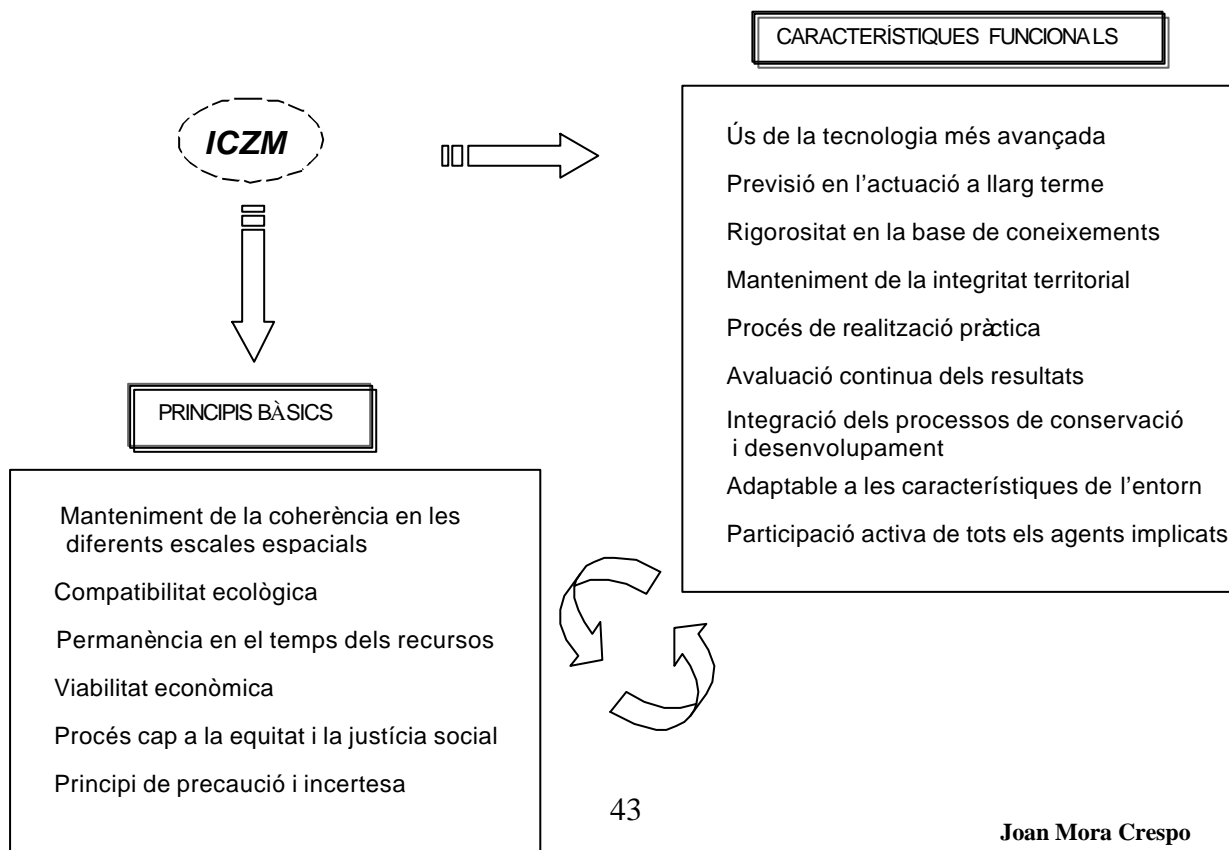 CARACTERÍSTIQUES FUNCIONALS
ICZM
Ús de la tecnologia més avançada
Previsió en l'actuació a llarg terme
Rigorositat en la base de coneixements
Manteniment de la integritat territorial
Procés de realització pràctica
Avaluació continua dels resultats
Integració dels processos de conservació
i desenvolupament
Adaptable a les característiques de l'entorn
Participació activa de tots els agents implicats
PRINCIPIS BÀSICS
Manteniment de la coherència en les
diferents escales espacials
Compatibilitat ecològica
Permanència en el temps dels recursos
Viabilitat econòmica
Procés cap a la equitat i la justícia social
Principi de precaució i incertesa
43
Joan Mora Crespo